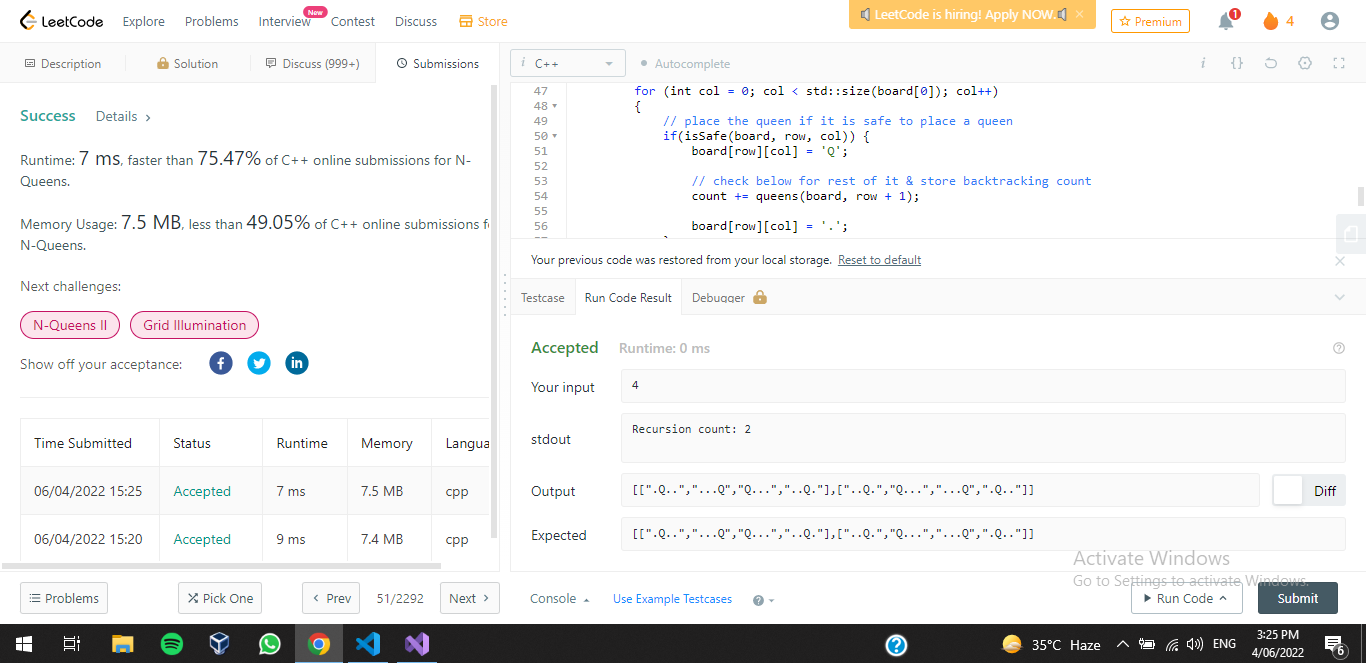 LeetCode Explore Problems Interview New Contest Discuss Store LeetCode is hiring! Apply NOW. × Premium 1 4
Description Solution Discuss (999+) Submissions
Success Details >
Runtime: 7 ms, faster than 75.47% of C++ online submissions for N-
Queens.
Memory Usage: 7.5 MB, less than 49.05% of C++ online submissions f
N-Queens.
Next challenges:
N-Queens II Grid Illumination
Show off your acceptance:
Time Submitted Status Runtime Memory Langua
06/04/2022 15:25 Accepted 7 ms 7.5 MB cpp
06/04/2022 15:20 Accepted 9 ms 7.4 MB cpp
Problems Pick One < Prev 51/2292 Next >
i C++ Autocomplete i {}
47 for (int col = 0; col < std::size(board[0]); col++)
48 {
49 // place the queen if it is safe to place a queen
50 if(isSafe(board, row, col)) {
51 board[row][col] = 'Q';
52
53 // check below for rest of it & store backtracking count
54 count += queens(board, row + 1);
55
56 board[row][col] = '.';
Your previous code was restored from your local storage. Reset to default
Testcase Run Code Result Debugger
Accepted Runtime: 0 ms
Your input 4
stdout Recursion count: 2
Output [[".Q..","...Q","Q...","..Q."],["..Q.","Q...","...Q",".Q.."]] Diff
Expected [[".Q..","...Q","Q...","..Q."],["..Q.","Q...","...Q",".Q.."]]
Activate Windows
Go to Settings to activate Windows.
Console Use Example Testcases ? Run Code Submit
35°C Haze ENG 3:25 PM
4/06/2022 6